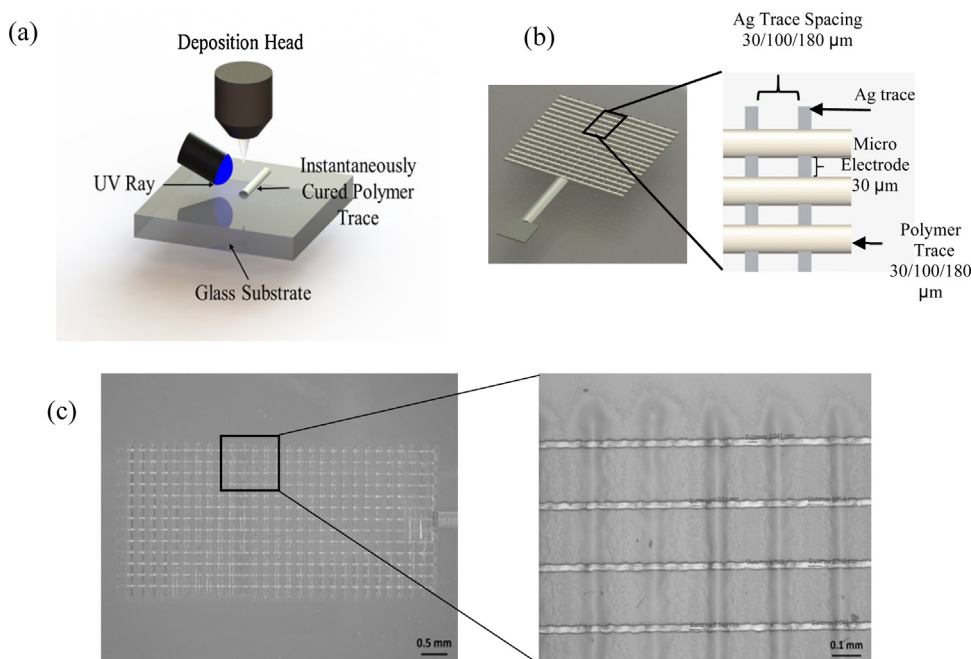 (a)
Deposition Head
UV Ray
Instantaneously
Cured Polymer
Trace
Glass Substrate
(b)
Ag Trace Spacing
30/100/180 μm
Ag trace
Micro
Electrode
30 μm
Polymer
Trace
30/100/180
μm
(c)
0.5 mm
0.1 mm